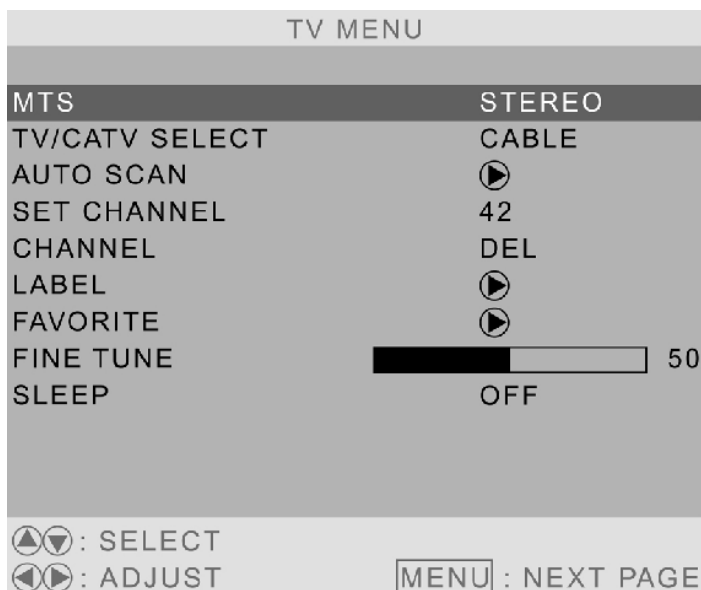 TV MENU
MTS STEREO
TV/CATV SELECT CABLE
AUTO SCAN
SET CHANNEL 42
CHANNEL DEL
LABEL
FAVORITE
FINE TUNE 50
SLEEP OFF
: SELECT
: ADJUST MENU : NEXT PAGE